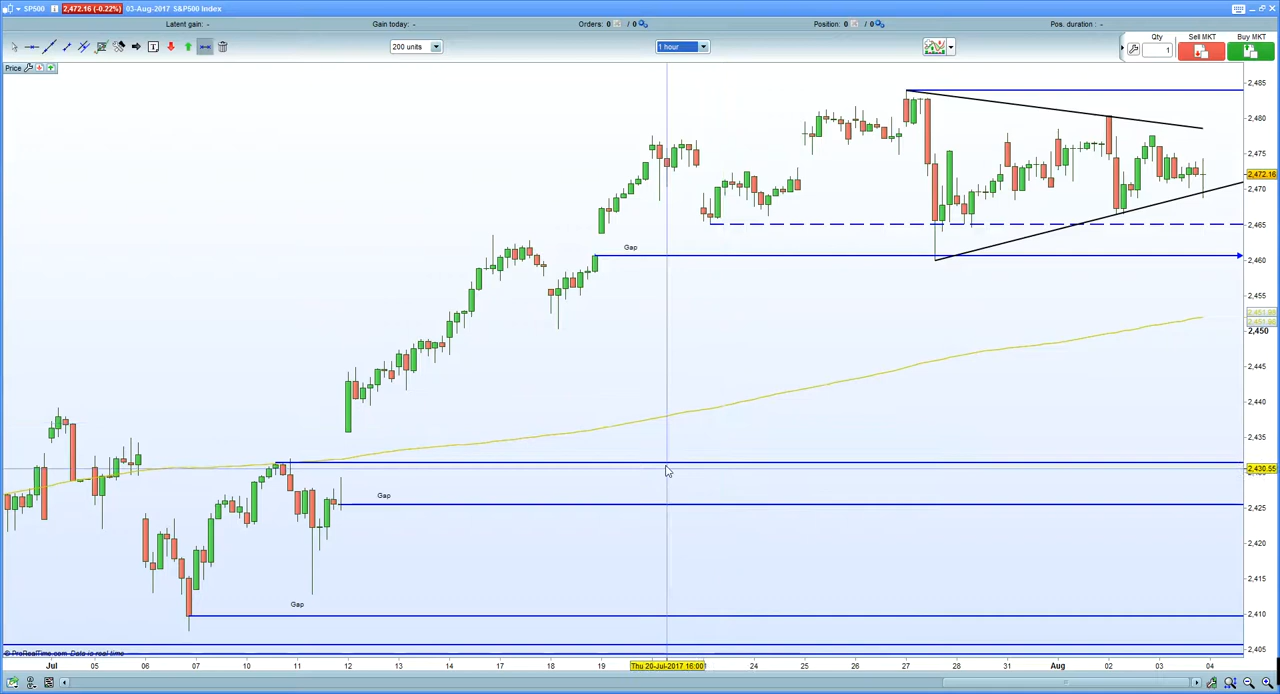 SP500 2,472.16 (-0.22%) 03-Aug-2017 S&P500 Index
Latent gain: - Gain today: - Orders: 0 / 0 Position: 0 / 0 Pos. duration : -
200 units 1 hour Qty Sell MKT Buy MKT
1
Price
2,485
2,480
2,475
2,472.16
2,470
2,465
Gap
2,460
2,455
2,451.98
2,450
2,445
2,440
2,435
2,430.55
2,425
Gap
2,420
2,415
Gap
2,410
2,405
© ProRealTime.com Data is real time
Jul 05 06 07 10 11 12 13 14 17 18 19 Thu 20-Jul-2017 16:00 24 25 26 27 28 31 Aug 02 03 04